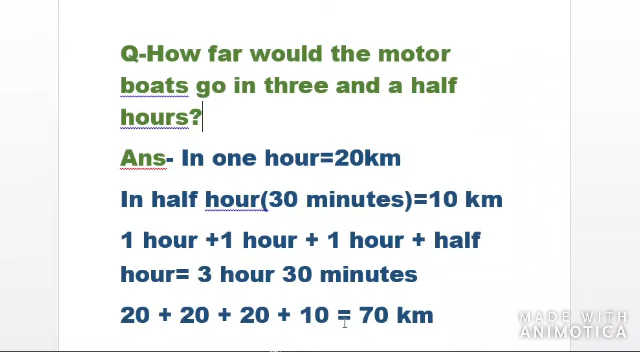 Q-How far would the motor
boats go in three and a half
hours?
Ans- In one hour=20km
In half hour(30 minutes)=10 km
1 hour +1 hour + 1 hour + half
hour= 3 hour 30 minutes
20 + 20 + 20 + 10 = 70 km
MADE WITH
ANIMOTICA